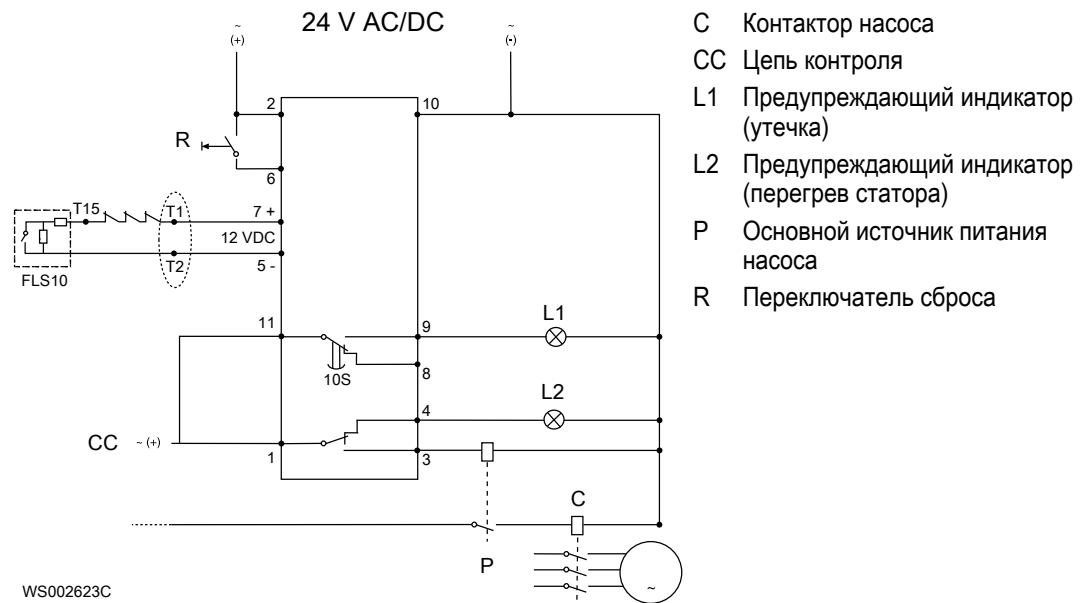 24 V AC/DC
~
(+)
~
(-)
2
10
R
6
T15
T1
7 +
12 VDC
T2
5 -
FLS10
11
9
L1
10S
8
4
L2
CC ~ (+)
1
3
C
P
~
WS002623C
C Контактор насоса
CC Цепь контроля
L1 Предупреждающий индикатор
(утечка)
L2 Предупреждающий индикатор
(перегрев статора)
P Основной источник питания
насоса
R Переключатель сброса